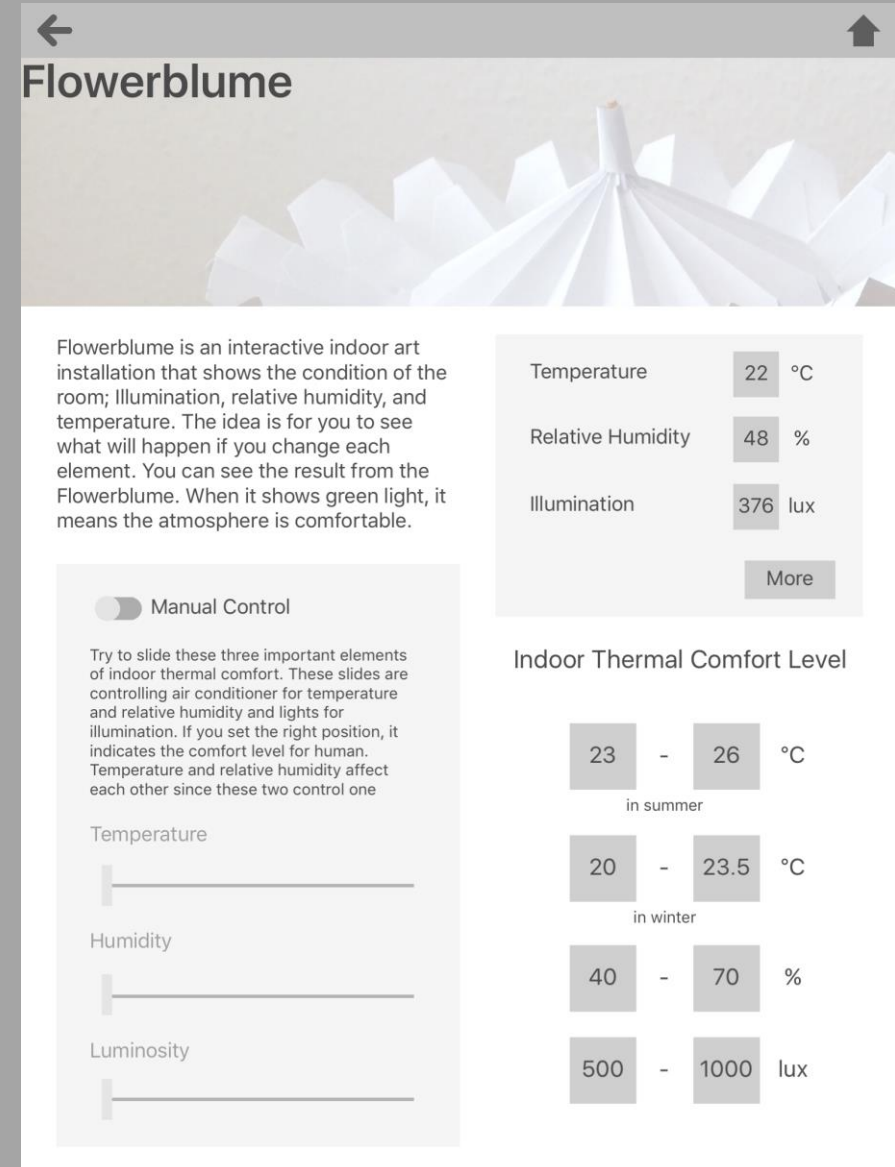 Flowerblume
Flowerblume is an interactive indoor art
installation that shows the condition of the
room; Illumination, relative humidity, and
temperature. The idea is for you to see
what will happen if you change each
element. You can see the result from the
Flowerblume. When it shows green light, it
means the atmosphere is comfortable.
Manual Control
Try to slide these three important elements
of indoor thermal comfort. These slides are
controlling air conditioner for temperature
and relative humidity and lights for
illumination. If you set the right position, it
indicates the comfort level for human.
Temperature and relative humidity affect
each other since these two control one
Temperature
Humidity
Luminosity
Temperature 22 °C
Relative Humidity 48 %
Illumination 376 lux
More
Indoor Thermal Comfort Level
23 - 26 °C
in summer
20 - 23.5 °C
in winter
40 - 70 %
500 - 1000 lux